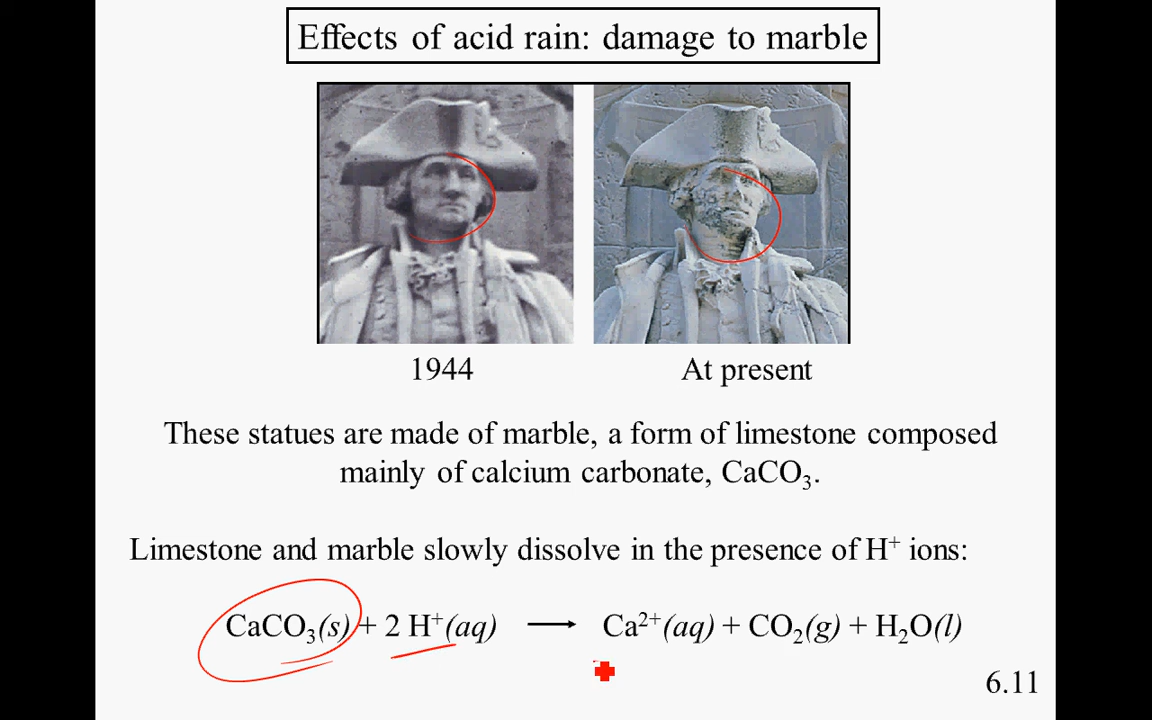 Effects of acid rain: damage to marble
1944
At present
These statues are made of marble, a form of limestone composed
mainly of calcium carbonate, CaCO₃.
Limestone and marble slowly dissolve in the presence of H⁺ ions:
CaCO₃(s) + 2 H⁺(aq) ⟶ Ca²⁺(aq) + CO₂(g) + H₂O(l)
6.11